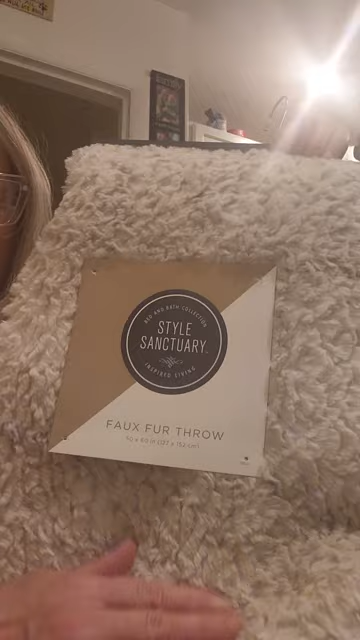 BED AND BATH COLLECTION
STYLE
SANCTUARY
INSPIRED LIVING
FAUX FUR THROW
50 x 60 in (127 x 152 cm)